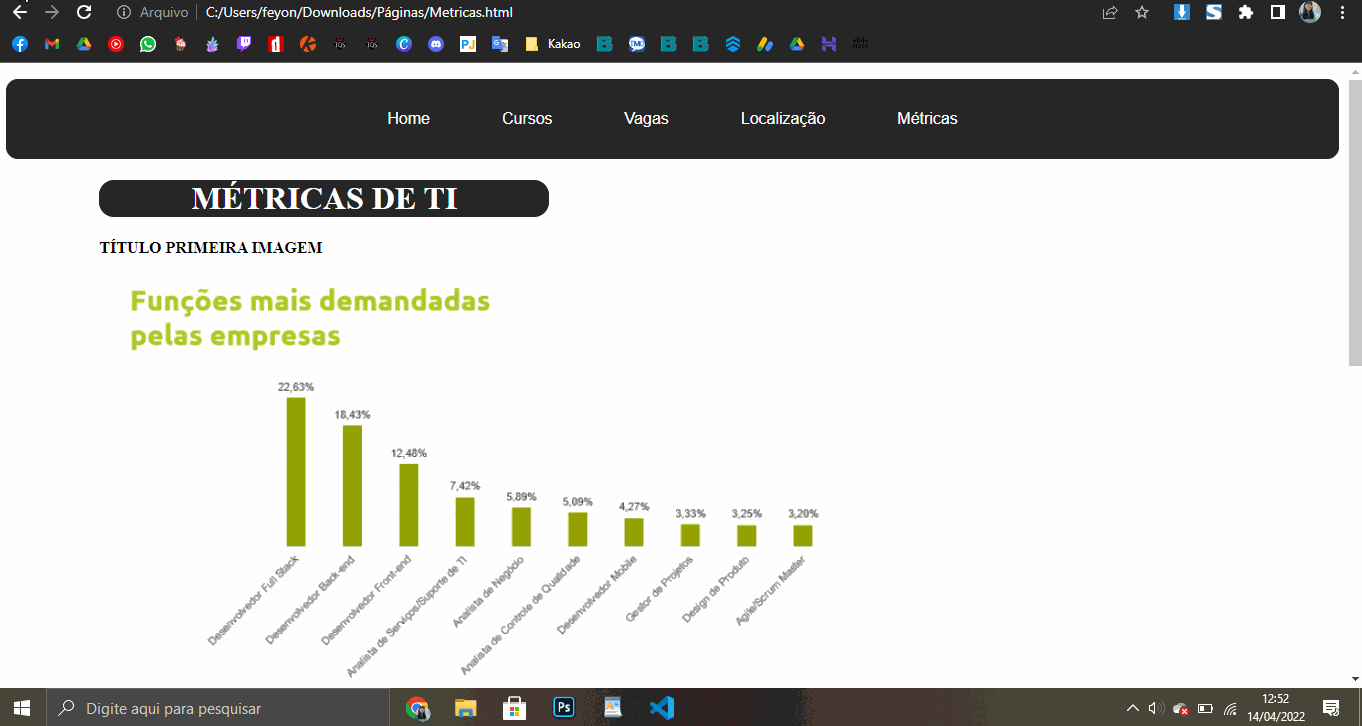 Arquivo C:/Users/feyon/Downloads/Páginas/Metricas.html
Kakao
Home Cursos Vagas Localização Métricas
MÉTRICAS DE TI
TÍTULO PRIMEIRA IMAGEM
Funções mais demandadas
pelas empresas
22,63%
18,43%
12,48%
7,42%
5,89%
5,09%
4,27%
3,33%
3,25%
3,20%
Desenvolvedor Full Stack
Desenvolvedor Back-end
Desenvolvedor Front-end
Analista de Serviços/Suporte de TI
Analista de Negócio
Analista de Controle de Qualidade
Desenvolvedor Mobile
Gestor de Projetos
Design de Produto
Agile/Scrum Master
Digite aqui para pesquisar
Ps
12:52
14/04/2022